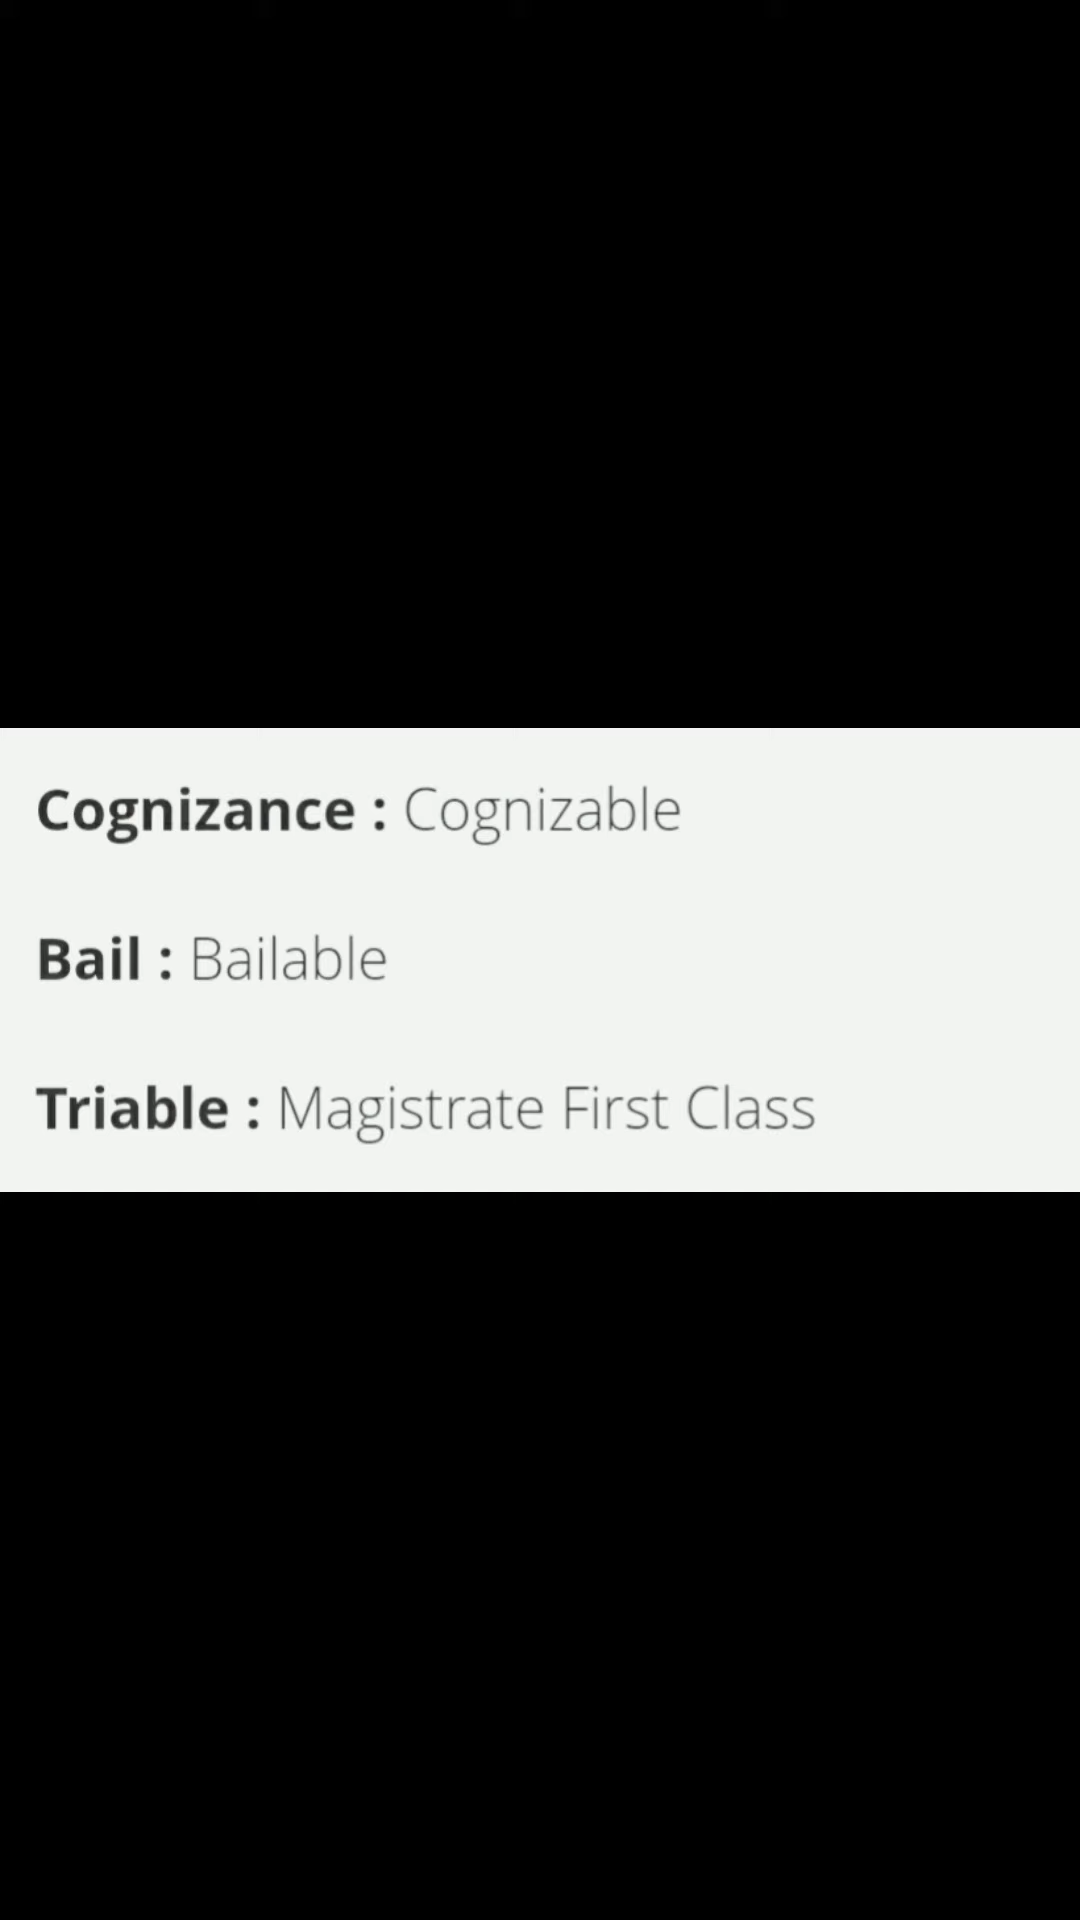 Cognizance : Cognizable
Bail : Bailable
Triable : Magistrate First Class